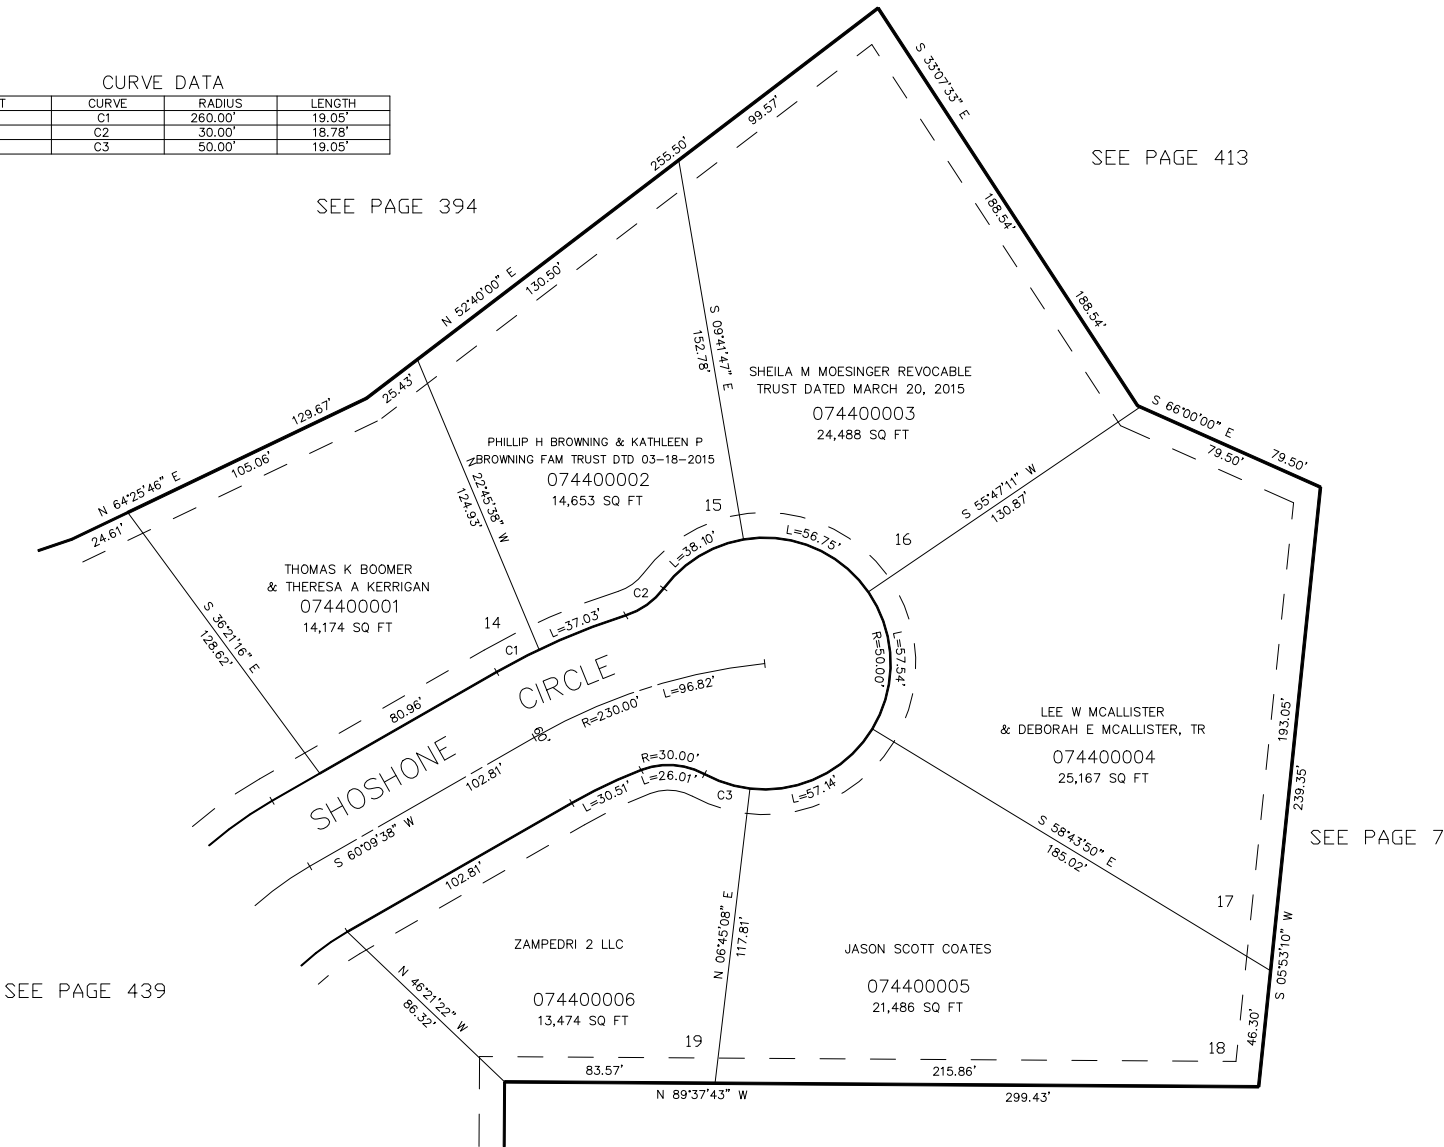 CURVE DATA
T CURVE RADIUS LENGTH
C1 260.00' 19.05'
C2 30.00' 18.78'
C3 50.00' 19.05'
SEE PAGE 394
SEE PAGE 413
SEE PAGE 7
SEE PAGE 439
S 33°07'33" E
188.54'
188.54'
99.57'
255.50'
N 52°40'00" E
130.50'
25.43'
129.67'
105.06'
N 64°25'46" E
24.61'
S 09°41'47" E
152.78'
SHEILA M MOESINGER REVOCABLE
TRUST DATED MARCH 20, 2015
074400003
24,488 SQ FT
S 66°00'00" E
79.50'
79.50'
PHILLIP H BROWNING & KATHLEEN P
BROWNING FAM TRUST DTD 03-18-2015
074400002
14,653 SQ FT
15
N 22°45'38" W
124.93'
S 55°47'11" W
130.87'
16
L=38.10'
L=56.75'
THOMAS K BOOMER
& THERESA A KERRIGAN
074400001
14,174 SQ FT
14
S 36°21'16" E
128.62'
C2
L=37.03'
C1
80.96'
SHOSHONE CIRCLE
60'
R=230.00'
L=96.82'
R=50.00'
L=57.54'
LEE W MCALLISTER
& DEBORAH E MCALLISTER, TR
074400004
25,167 SQ FT
193.05'
239.35'
102.81'
S 60°09'38" W
R=30.00'
L=26.01'
L=30.51'
C3
L=57.14'
102.81'
S 58°43'50" E
185.02'
17
S 05°53'10" W
46.30'
N 06°45'08" E
117.81'
ZAMPEDRI 2 LLC
074400006
13,474 SQ FT
19
N 46°21'22" W
86.32'
JASON SCOTT COATES
074400005
21,486 SQ FT
18
83.57'
215.86'
N 89°37'43" W
299.43'